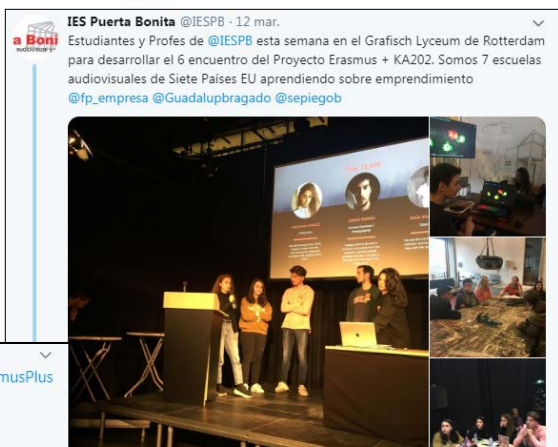 IES Puerta Bonita @IESPB · 12 mar.
a Boni
audiovisual y
Estudiantes y Profes de @IESPB esta semana en el Grafisch Lyceum de Rotterdam
para desarrollar el 6 encuentro del Proyecto Erasmus + KA202. Somos 7 escuelas
audiovisuales de Siete Países EU aprendiendo sobre emprendimiento
@fp_empresa @Guadalupbragado @sepiegob
TEAM
musPlus